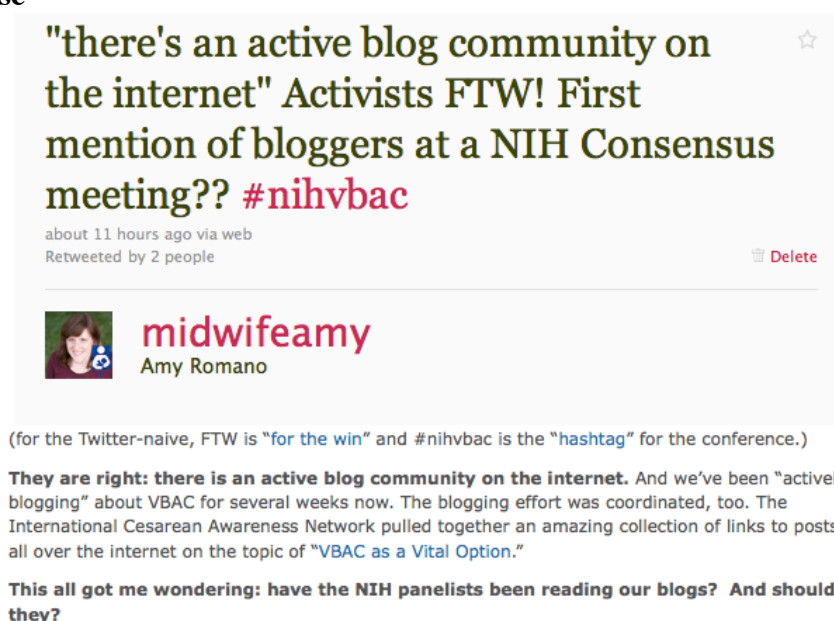 "there's an active blog community on
the internet" Activists FTW! First
mention of bloggers at a NIH Consensus
meeting?? #nihvbac
about 11 hours ago via web
Retweeted by 2 people
Delete
midwifeamy
Amy Romano
(for the Twitter-naive, FTW is “for the win” and #nihvbac is the “hashtag” for the conference.)
They are right: there is an active blog community on the internet. And we’ve been “activel
blogging” about VBAC for several weeks now. The blogging effort was coordinated, too. The
International Cesarean Awareness Network pulled together an amazing collection of links to posts
all over the internet on the topic of “VBAC as a Vital Option.”
This all got me wondering: have the NIH panelists been reading our blogs? And should
they?